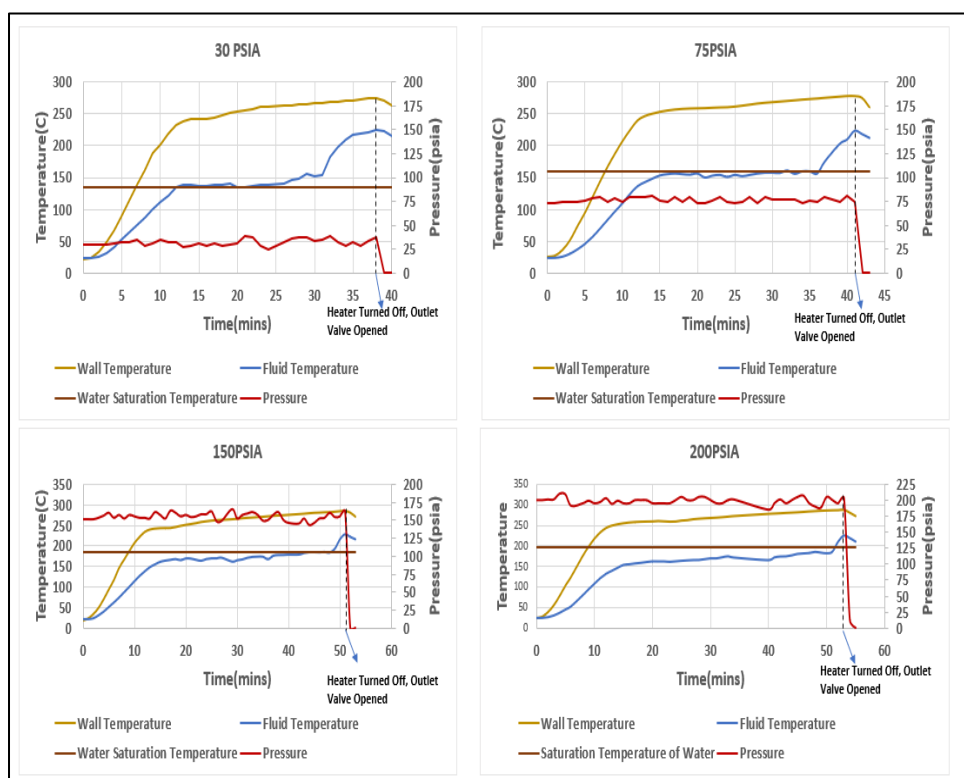 30 PSIA
300
250
200
150
100
50
0
Temperature(C)
200
175
150
125
100
75
50
25
0
Pressure(psia)
0 5 10 15 20 25 30 35 40
Time(mins)
Heater Turned Off, Outlet
Valve Opened
Wall Temperature Fluid Temperature
Water Saturation Temperature Pressure
75PSIA
300
250
200
150
100
50
0
Temperature(C)
200
175
150
125
100
75
50
25
0
Pressure(psia)
0 5 10 15 20 25 30 35 40 45
Time(mins)
Heater Turned Off, Outlet
Valve Opened
Wall Temperature Fluid Temperature
Water Saturation Temperature Pressure
150PSIA
350
300
250
200
150
100
50
0
Temperature(C)
200
175
150
125
100
75
50
25
0
Pressure(psia)
0 10 20 30 40 50 60
Time(mins)
Heater Turned Off, Outlet
Valve Opened
Wall Temperature Fluid Temperature
Water Saturation Temperature Pressure
200PSIA
350
300
250
200
150
100
50
0
Temperature
225
200
175
150
125
100
75
50
25
0
Pressure(psia)
0 10 20 30 40 50 60
Time(mins)
Heater Turned Off, Outlet
Valve Opened
Wall Temperature Fluid Temperature
Saturation Temperature of Water Pressure